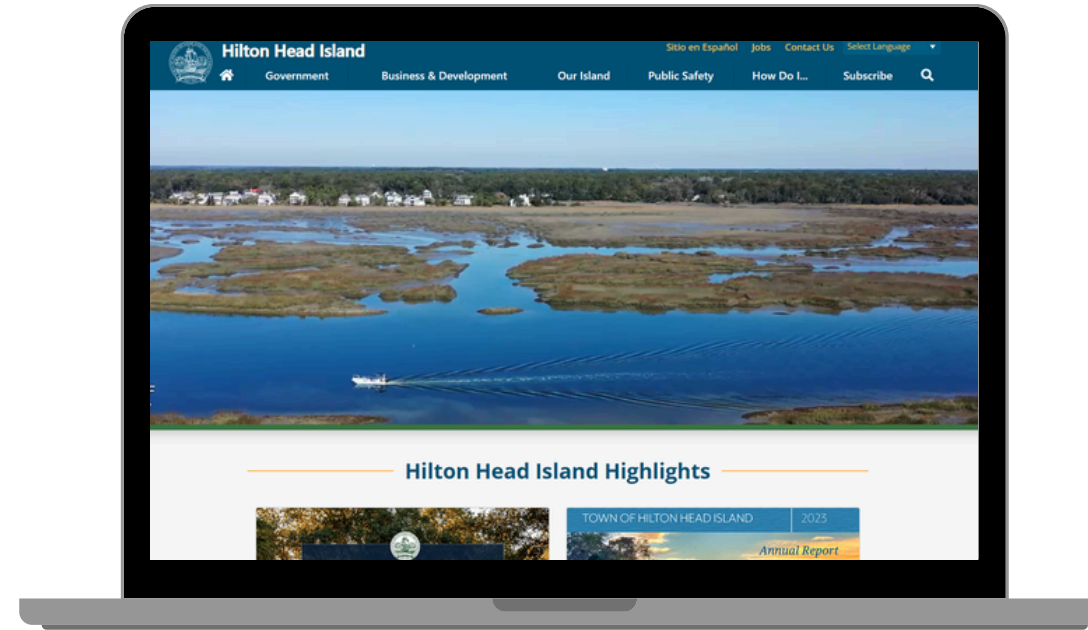 Hilton Head Island
Sitio en Español Jobs Contact Us Select Language
Government Business & Development Our Island Public Safety How Do I... Subscribe
Hilton Head Island Highlights
TOWN OF HILTON HEAD ISLAND 2023
Annual Report